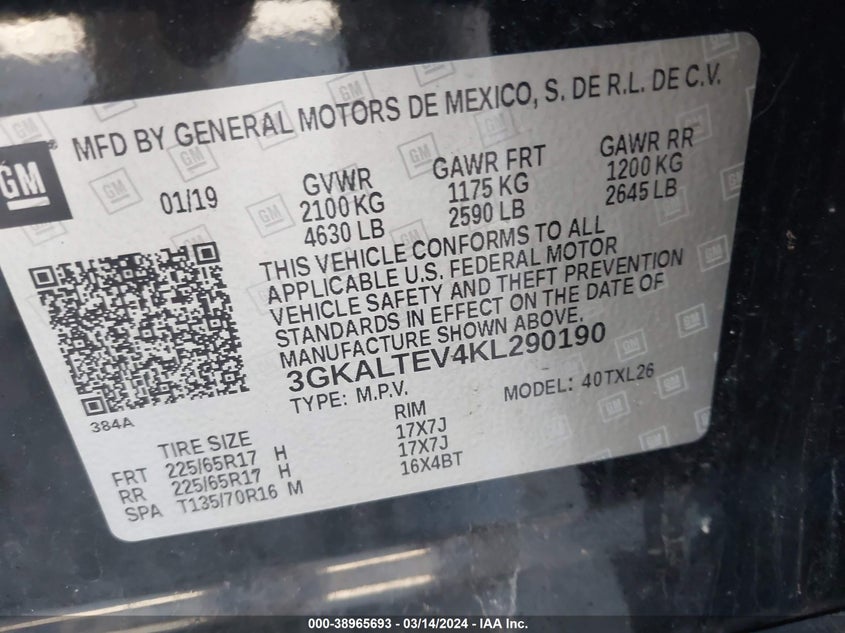 MFD BY GENERAL MOTORS DE MEXICO, S. DE R.L. DE C.V.
GM
®
01/19
GVWR
2100 KG
4630 LB
GAWR FRT
1175 KG
2590 LB
GAWR RR
1200 KG
2645 LB
THIS VEHICLE CONFORMS TO ALL
APPLICABLE U.S. FEDERAL MOTOR
VEHICLE SAFETY AND THEFT PREVENTION
STANDARDS IN EFFECT ON THE DATE OF
MANUFACTURE SHOWN ABOVE.
3GKALTEV4KL290190
TYPE: M.P.V. MODEL: 40TXL26
384A
TIRE SIZE RIM
FRT 225/65R17 H 17X7J
RR 225/65R17 H 17X7J
SPA T135/70R16 M 16X4BT
000-38965693 - 03/14/2024 - IAA Inc.